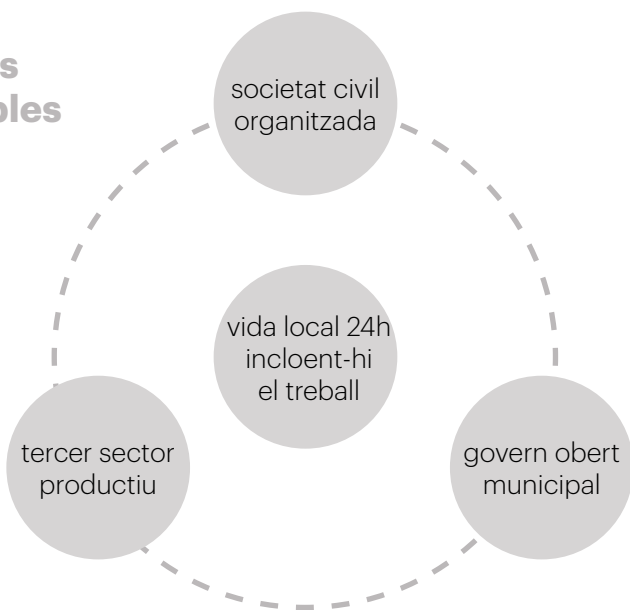 societat civil
organitzada
vida local 24h
incloent-hi
el treball
tercer sector
productiu
govern obert
municipal